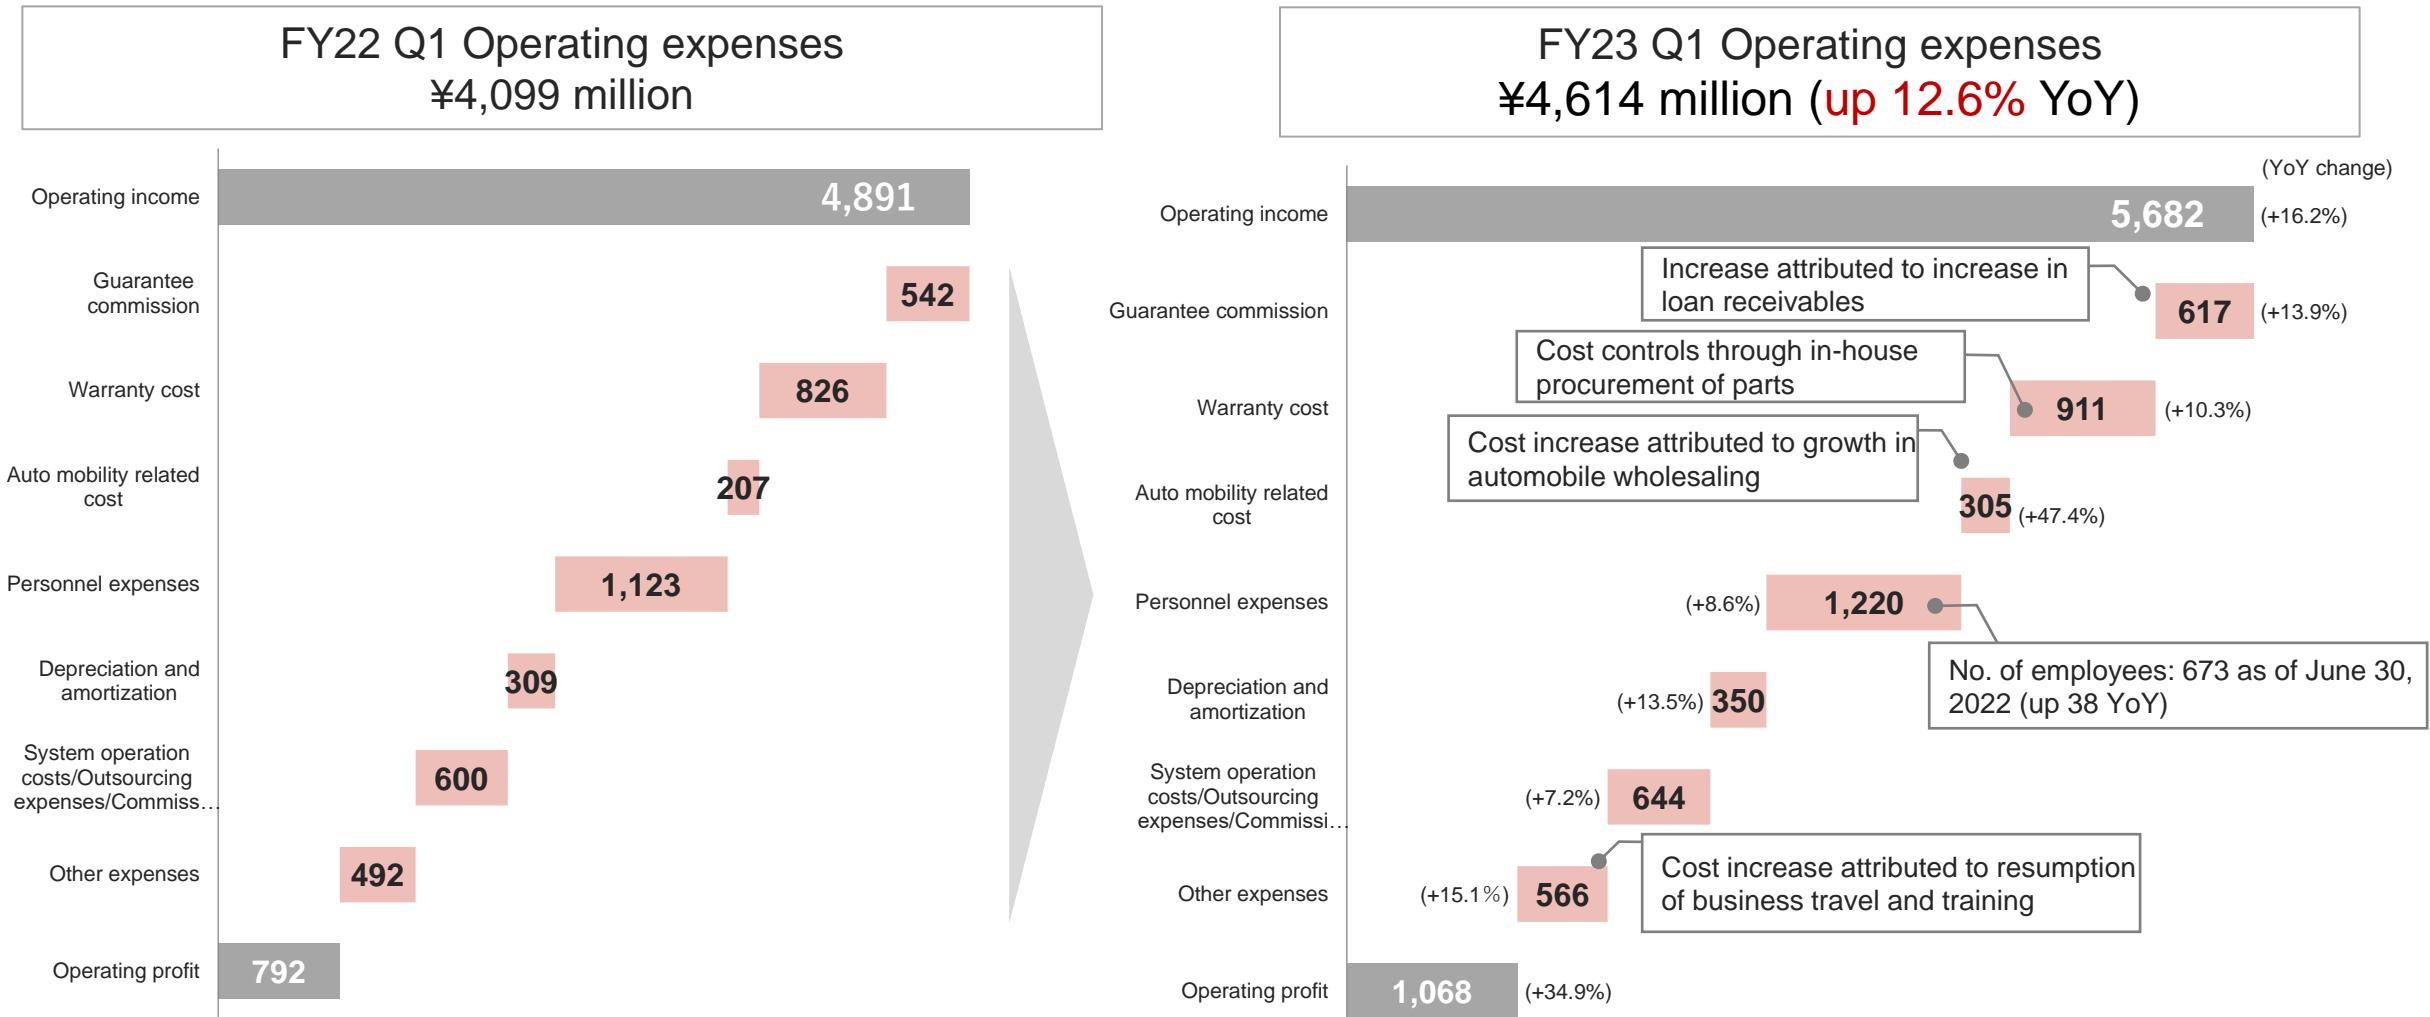 FY22 Q1 Operating expenses
¥4,099 million
Operating income
4,891
Guarantee
commission
542
Warranty cost
826
Auto mobility related
cost
207
Personnel expenses
1,123
Depreciation and
amortization
309
System operation
costs/Outsourcing
expenses/Commiss…
600
Other expenses
492
Operating profit
792
FY23 Q1 Operating expenses
¥4,614 million (up 12.6% YoY)
(YoY change)
Operating income
5,682
(+16.2%)
Increase attributed to increase in
loan receivables
Guarantee commission
617
(+13.9%)
Cost controls through in-house
procurement of parts
Warranty cost
911
(+10.3%)
Cost increase attributed to growth in
automobile wholesaling
Auto mobility related
cost
305
(+47.4%)
Personnel expenses
(+8.6%)
1,220
No. of employees: 673 as of June 30,
2022 (up 38 YoY)
Depreciation and
amortization
(+13.5%)
350
System operation
costs/Outsourcing
expenses/Commissi…
(+7.2%)
644
Cost increase attributed to resumption
of business travel and training
Other expenses
(+15.1%)
566
Operating profit
1,068
(+34.9%)